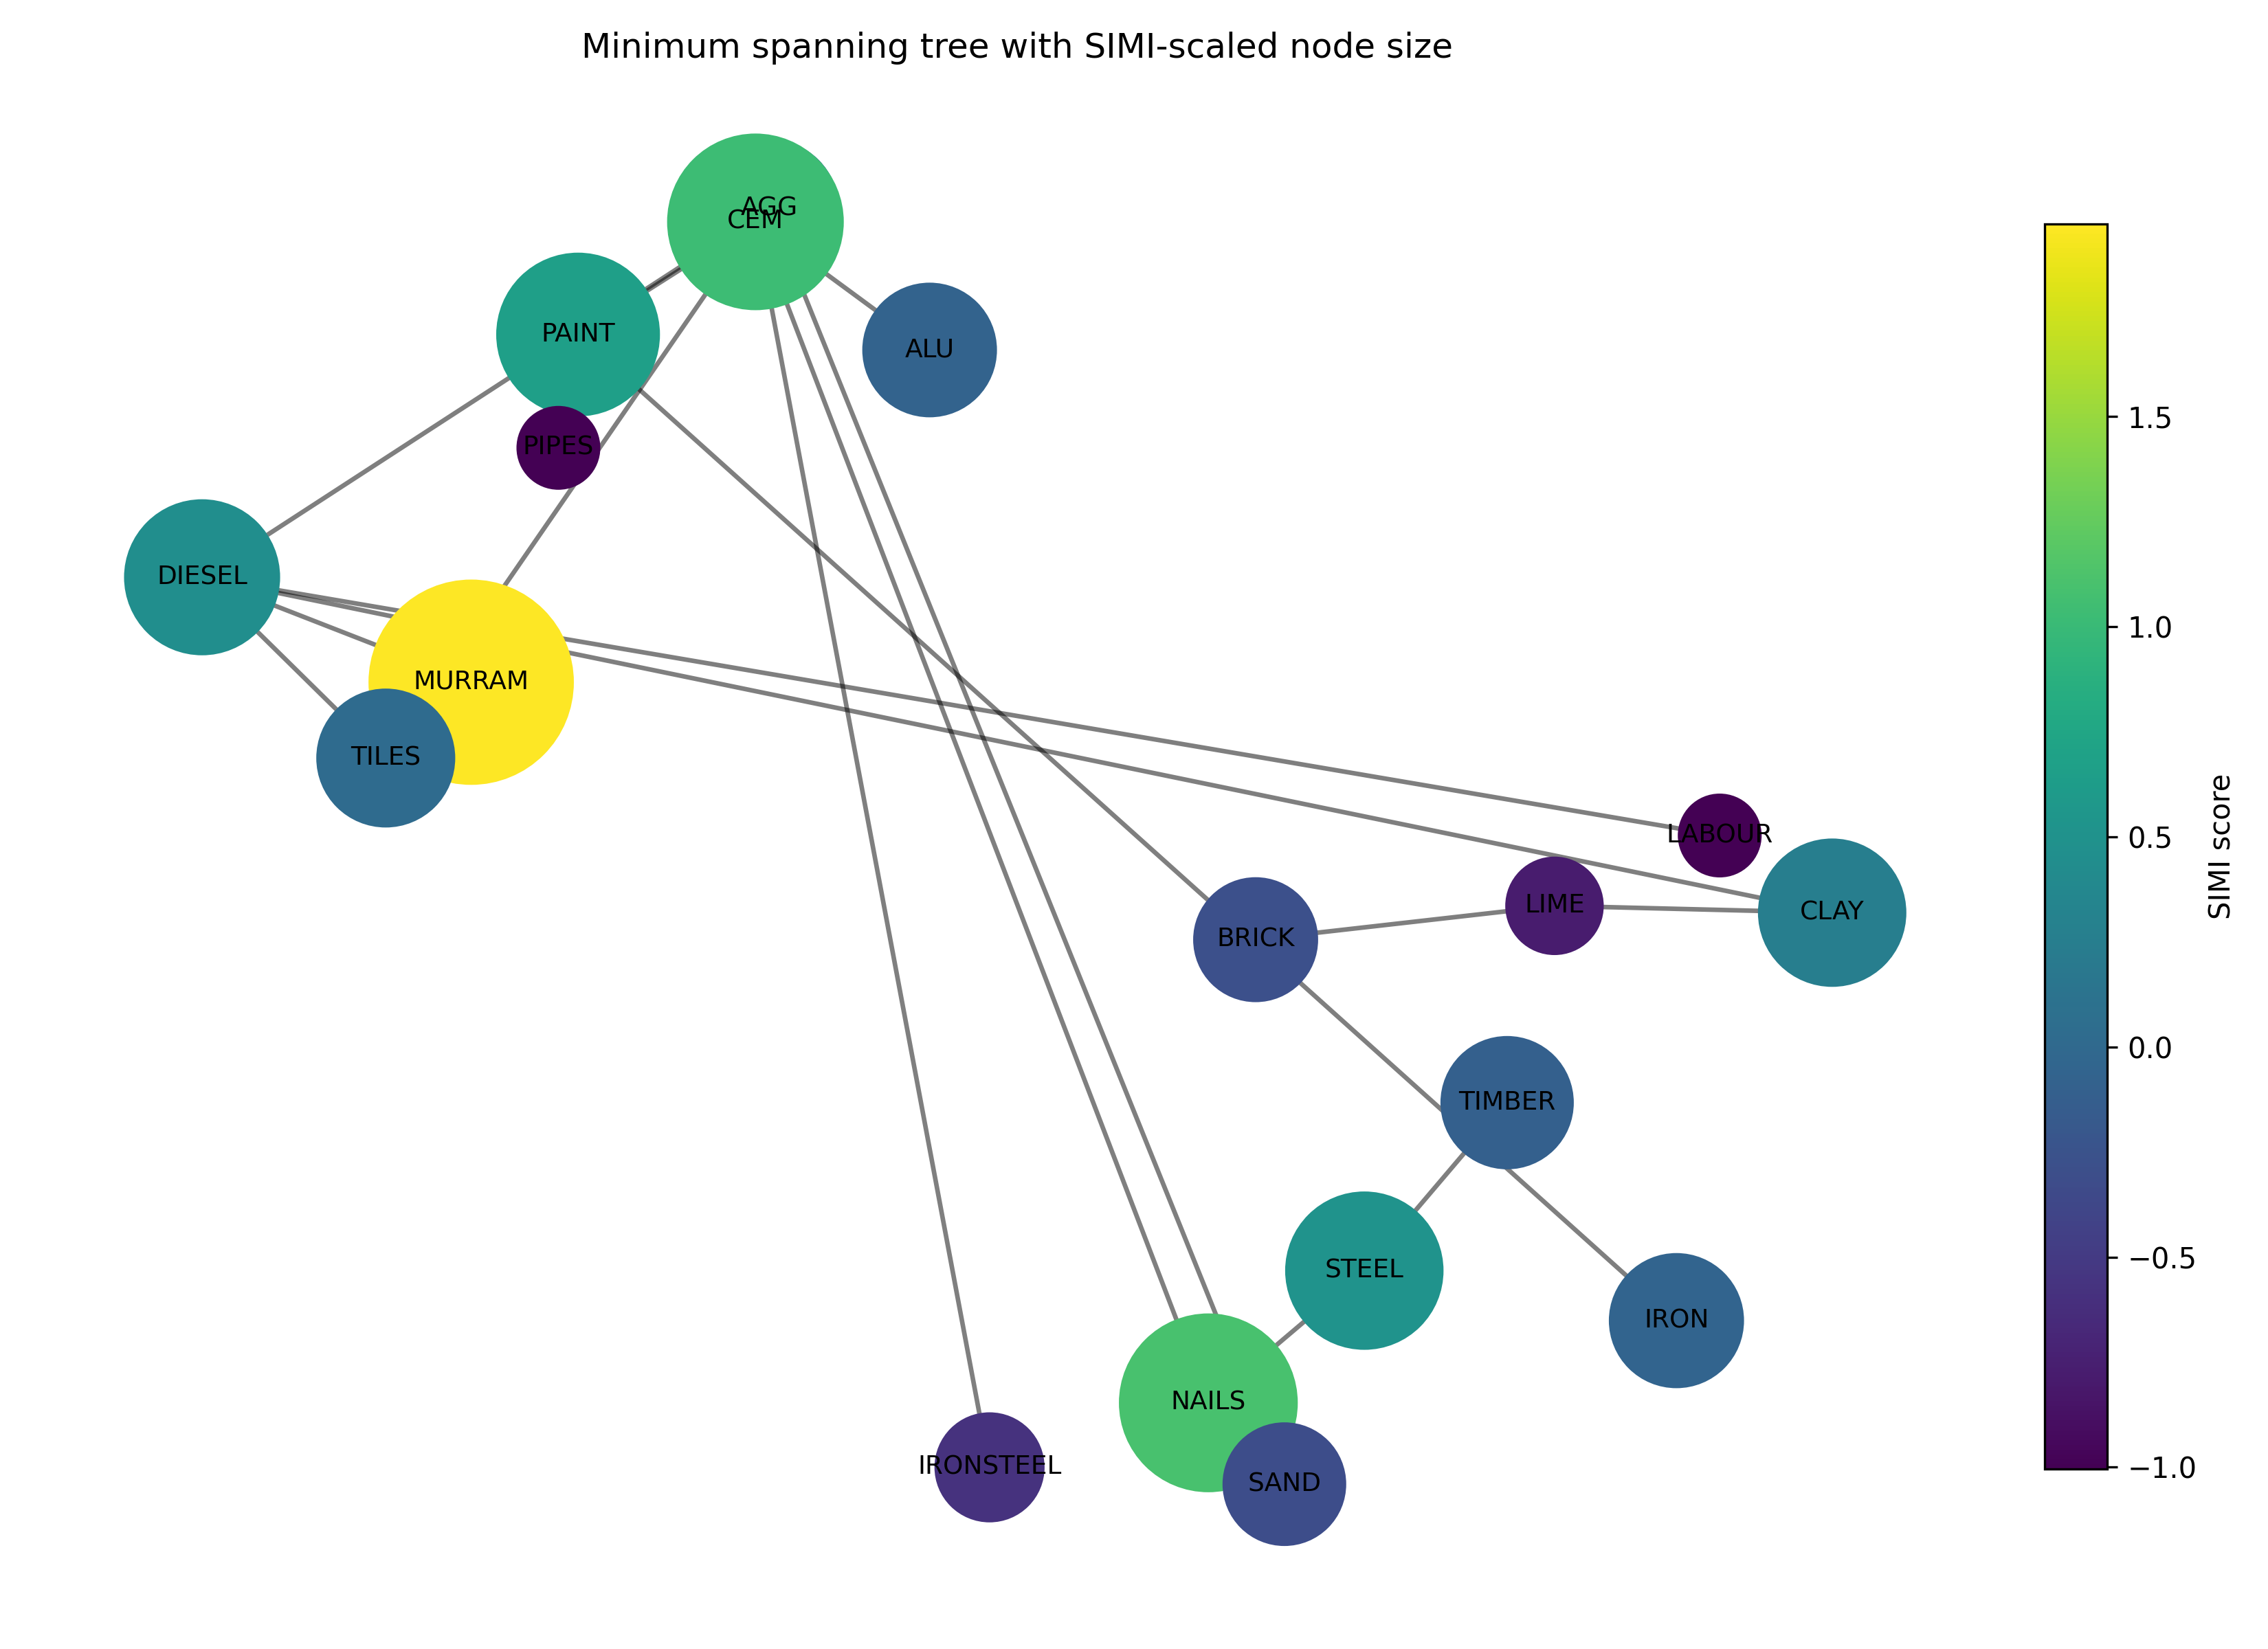 Minimum spanning tree with SIMI-scaled node size
AGG
CEM
PAINT
ALU
PIPES
DIESEL
MURRAM
TILES
LABOUR
LIME
CLAY
BRICK
TIMBER
STEEL
IRON
NAILS
IRONSTEEL
SAND
1.5
1.0
0.5
0.0
−0.5
−1.0
SIMI score